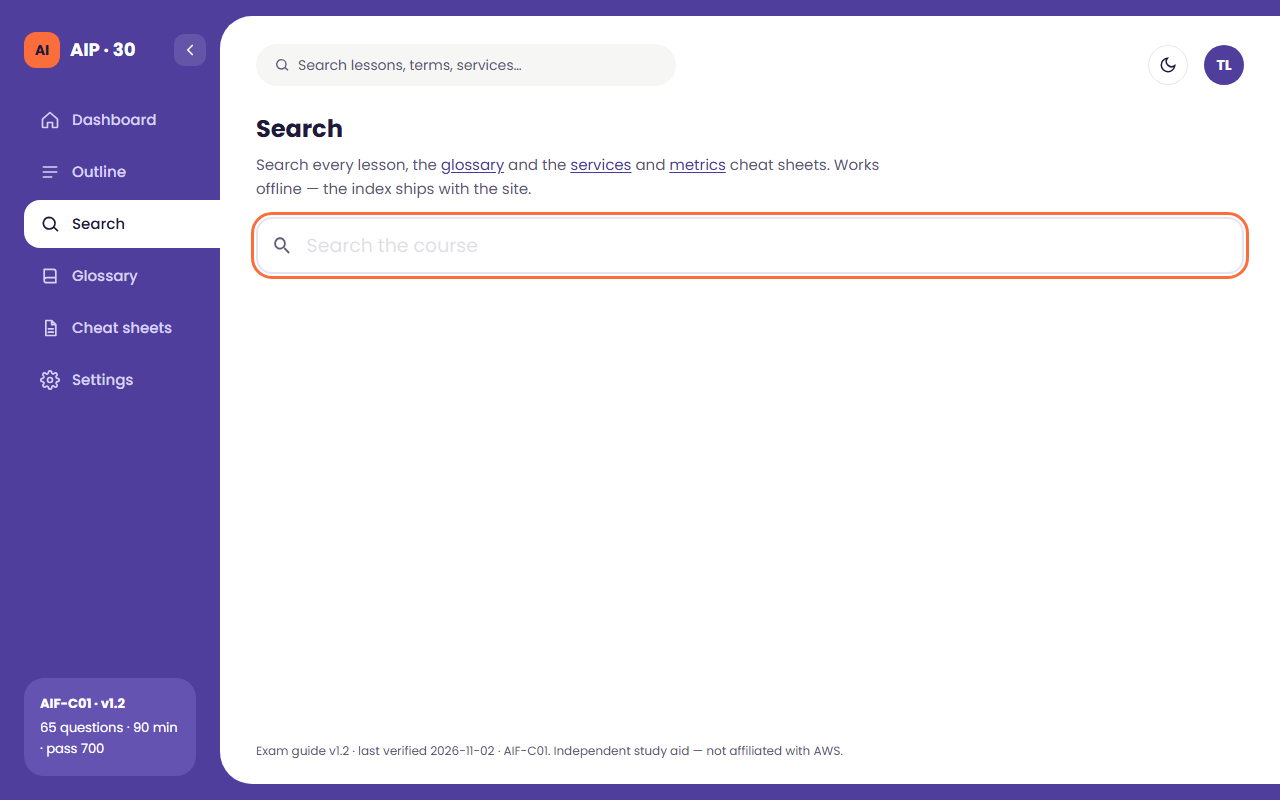 AI
AIP · 30
Dashboard
Outline
Search
Glossary
Cheat sheets
Settings
AIF-C01 · v1.2
65 questions · 90 min
· pass 700
Search lessons, terms, services...
TL
Search
Search every lesson, the glossary and the services and metrics cheat sheets. Works
offline — the index ships with the site.
Search the course
Exam guide v1.2 · last verified 2026-11-02 · AIF-C01. Independent study aid — not affiliated with AWS.